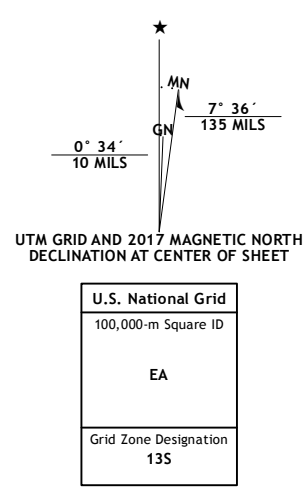 MN
7° 36´
135 MILS
GN
0° 34´
10 MILS
UTM GRID AND 2017 MAGNETIC NORTH
DECLINATION AT CENTER OF SHEET
U.S. National Grid
100,000-m Square ID
EA
Grid Zone Designation
13S